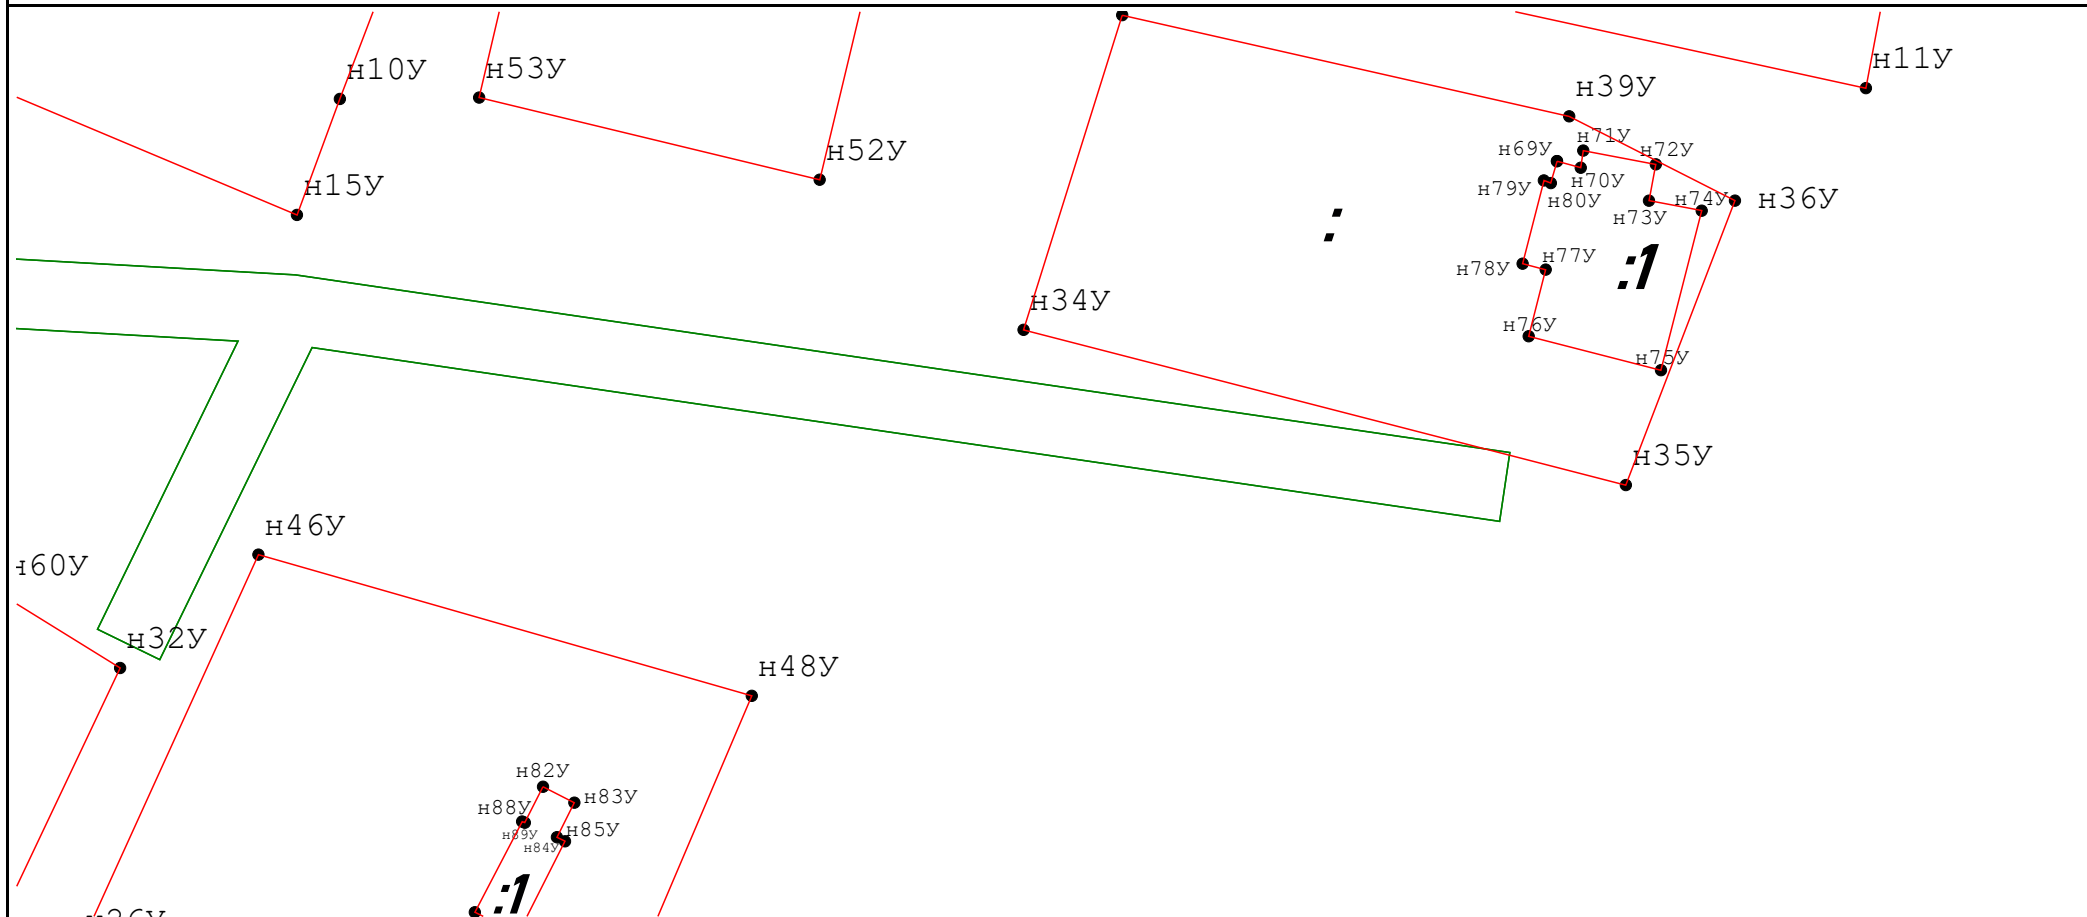 н11У
н10У
н53У
н39У
н71У
н52У
н69У
н72У
н15У
н79У
н70У
н80У
н74У
н36У
н73У
:
:1
н77У
н78У
н34У
н76У
н75У
н35У
н46У
н60У
н32У
н48У
н82У
н83У
н88У
н85У
н89У
н84У
:1